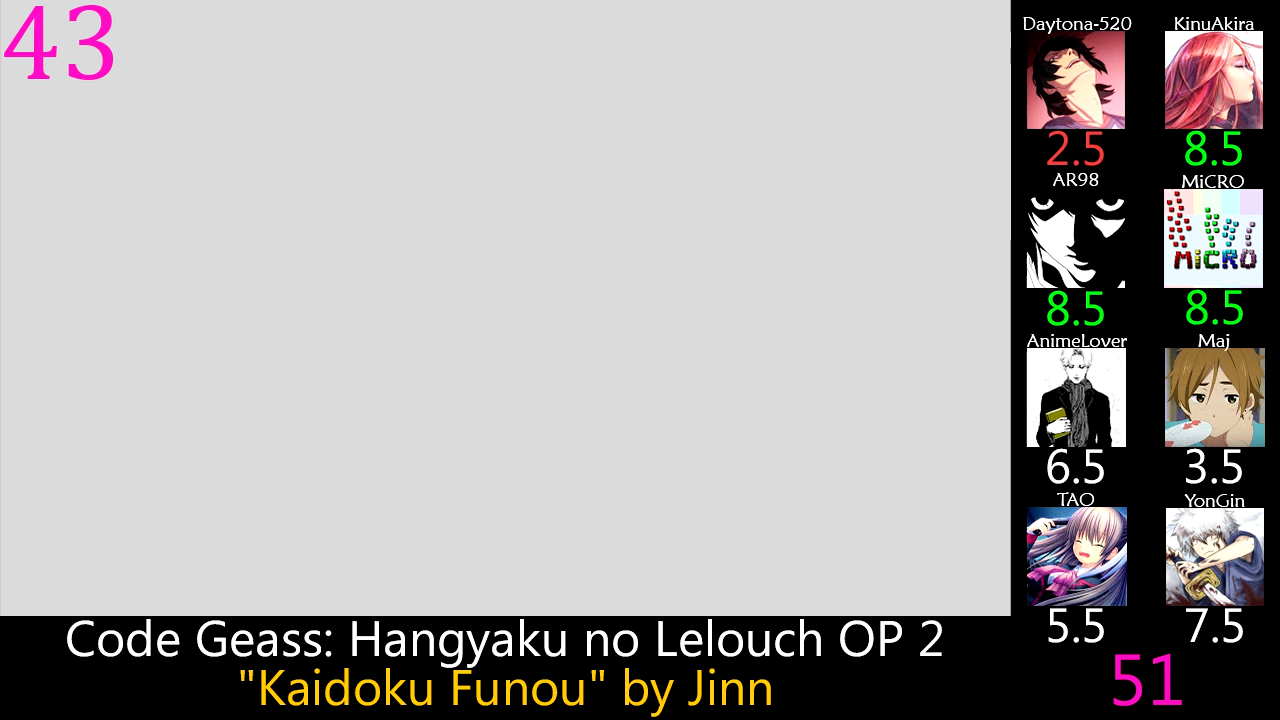 43
Daytona-520
KinuAkira
2.5
8.5
AR98
MiCRO
MiCRO
8.5
8.5
AnimeLover
Maj
6.5
3.5
TAO
YonGin
5.5
7.5
Code Geass: Hangyaku no Lelouch OP 2
"Kaidoku Funou" by Jinn
51